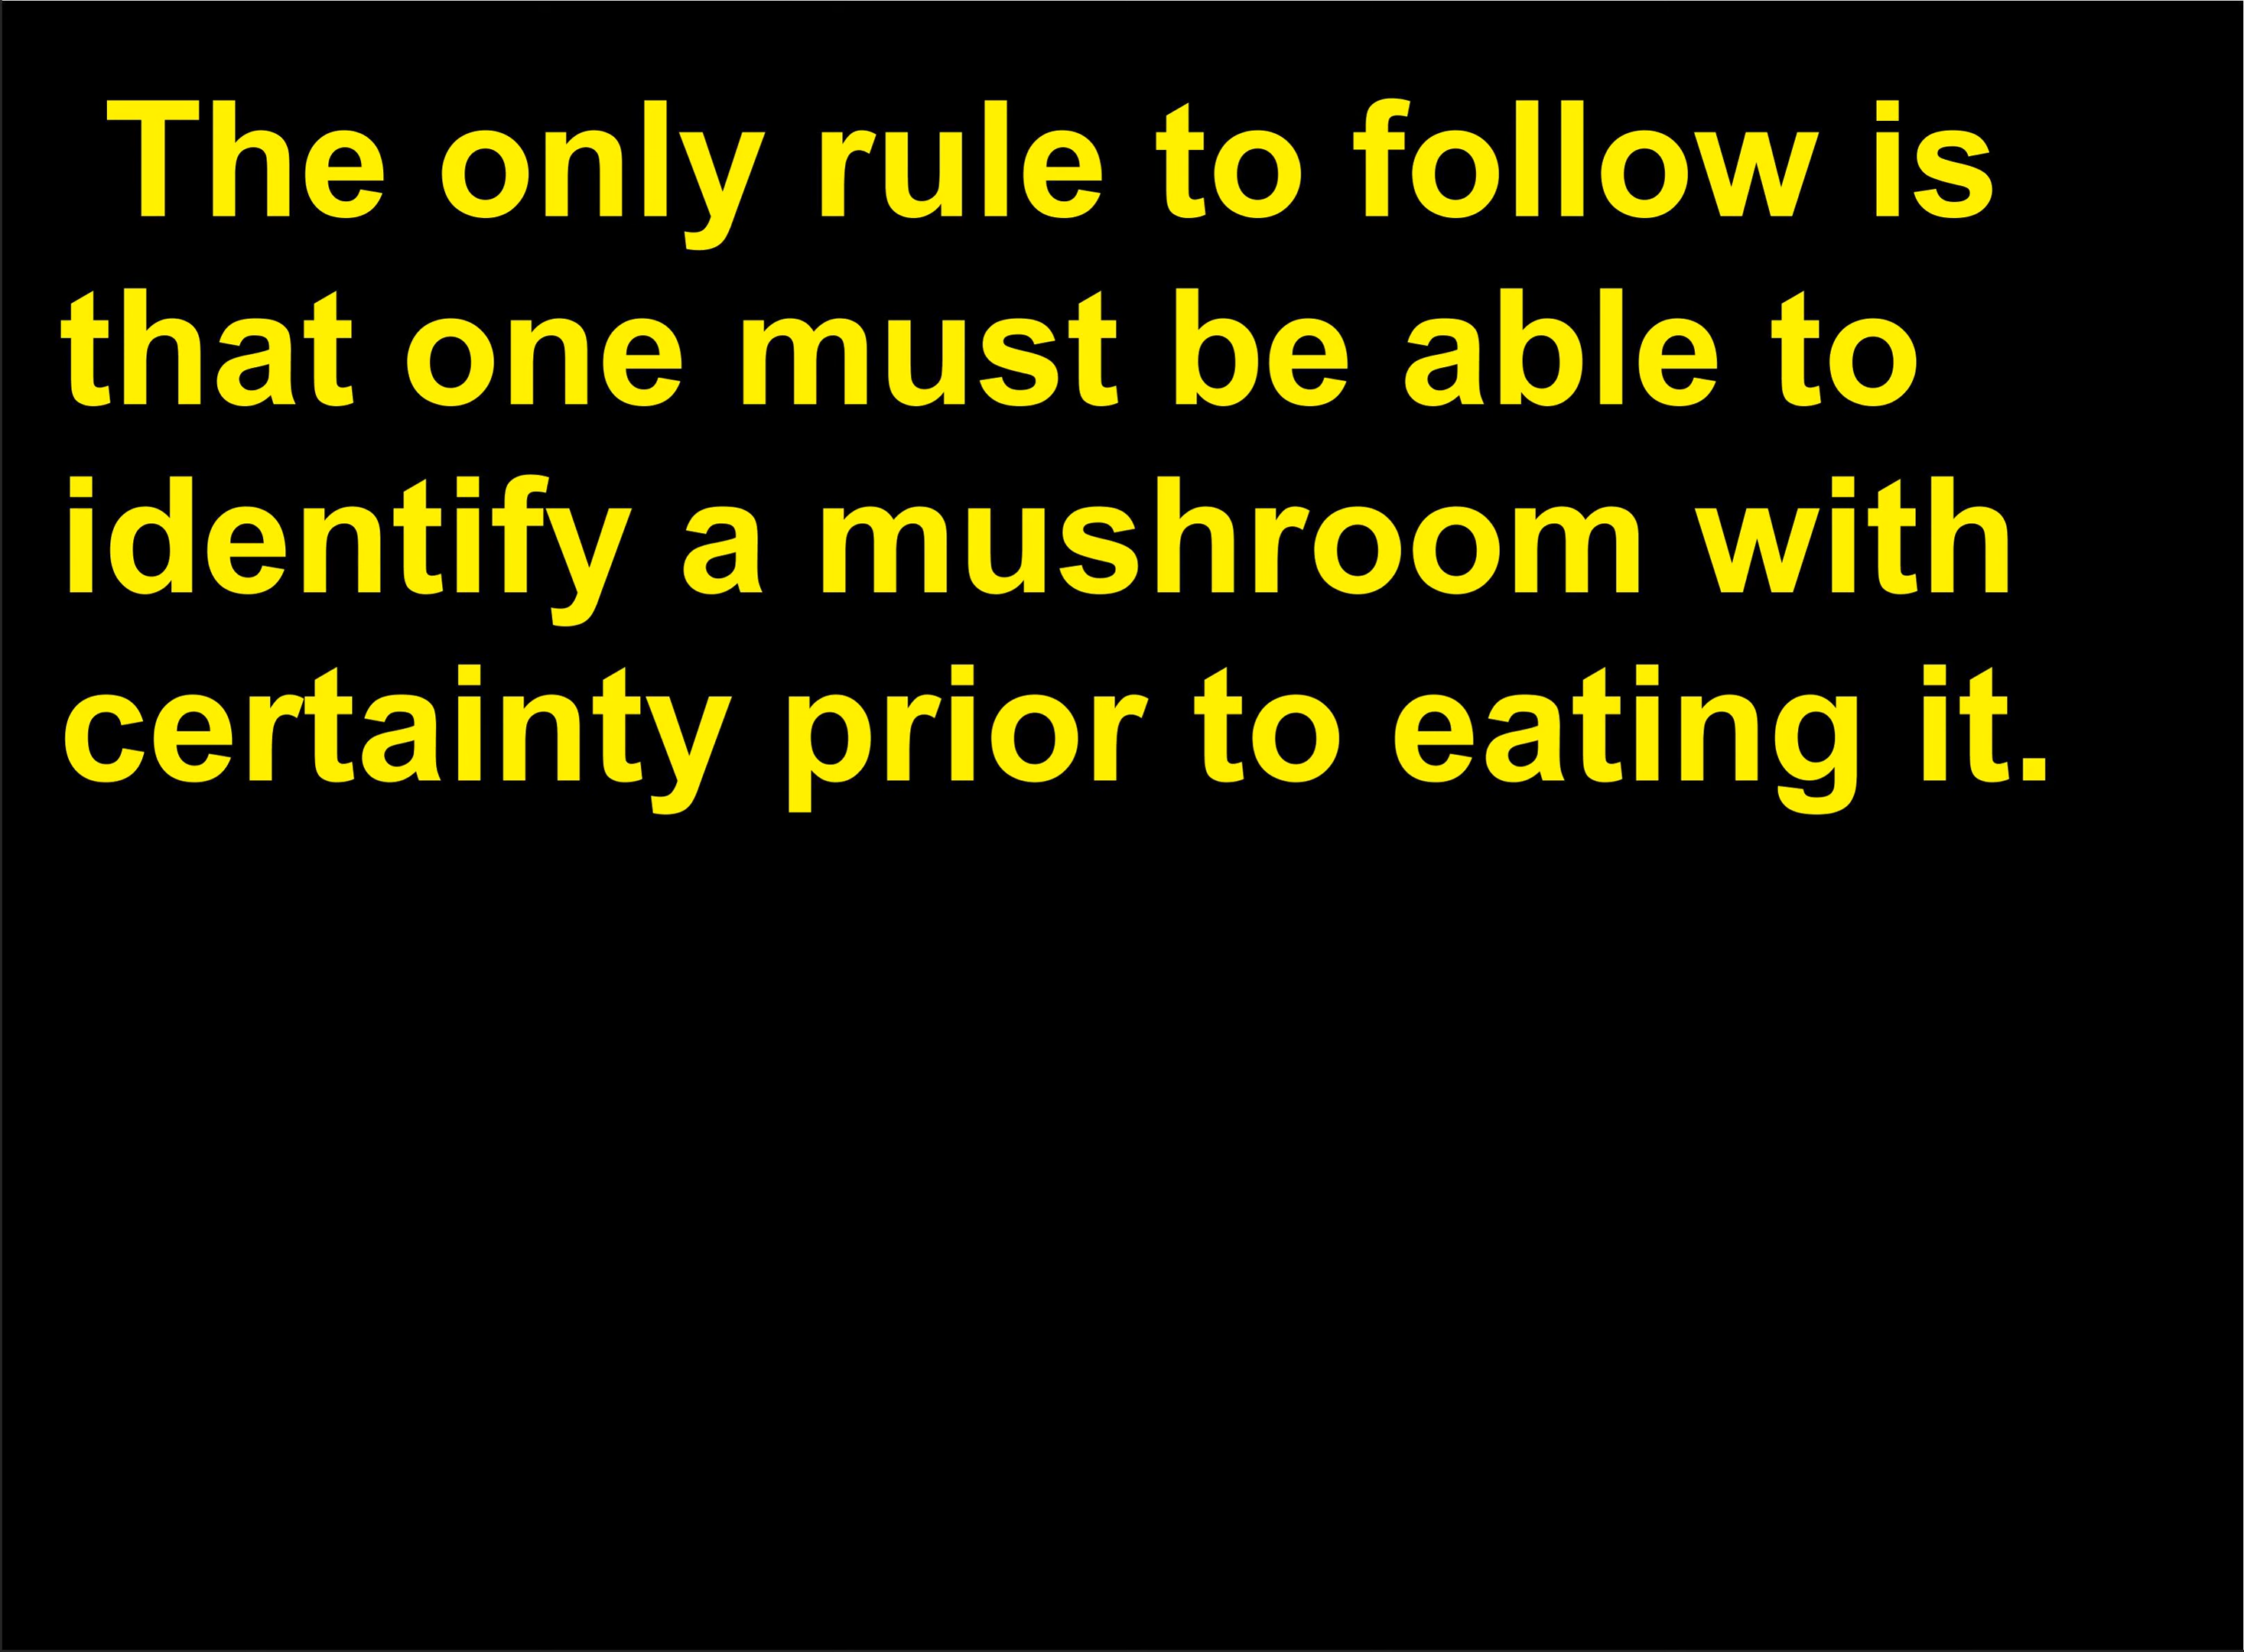 The only rule to follow is
that one must be able to
identify a mushroom with
certainty prior to eating it.